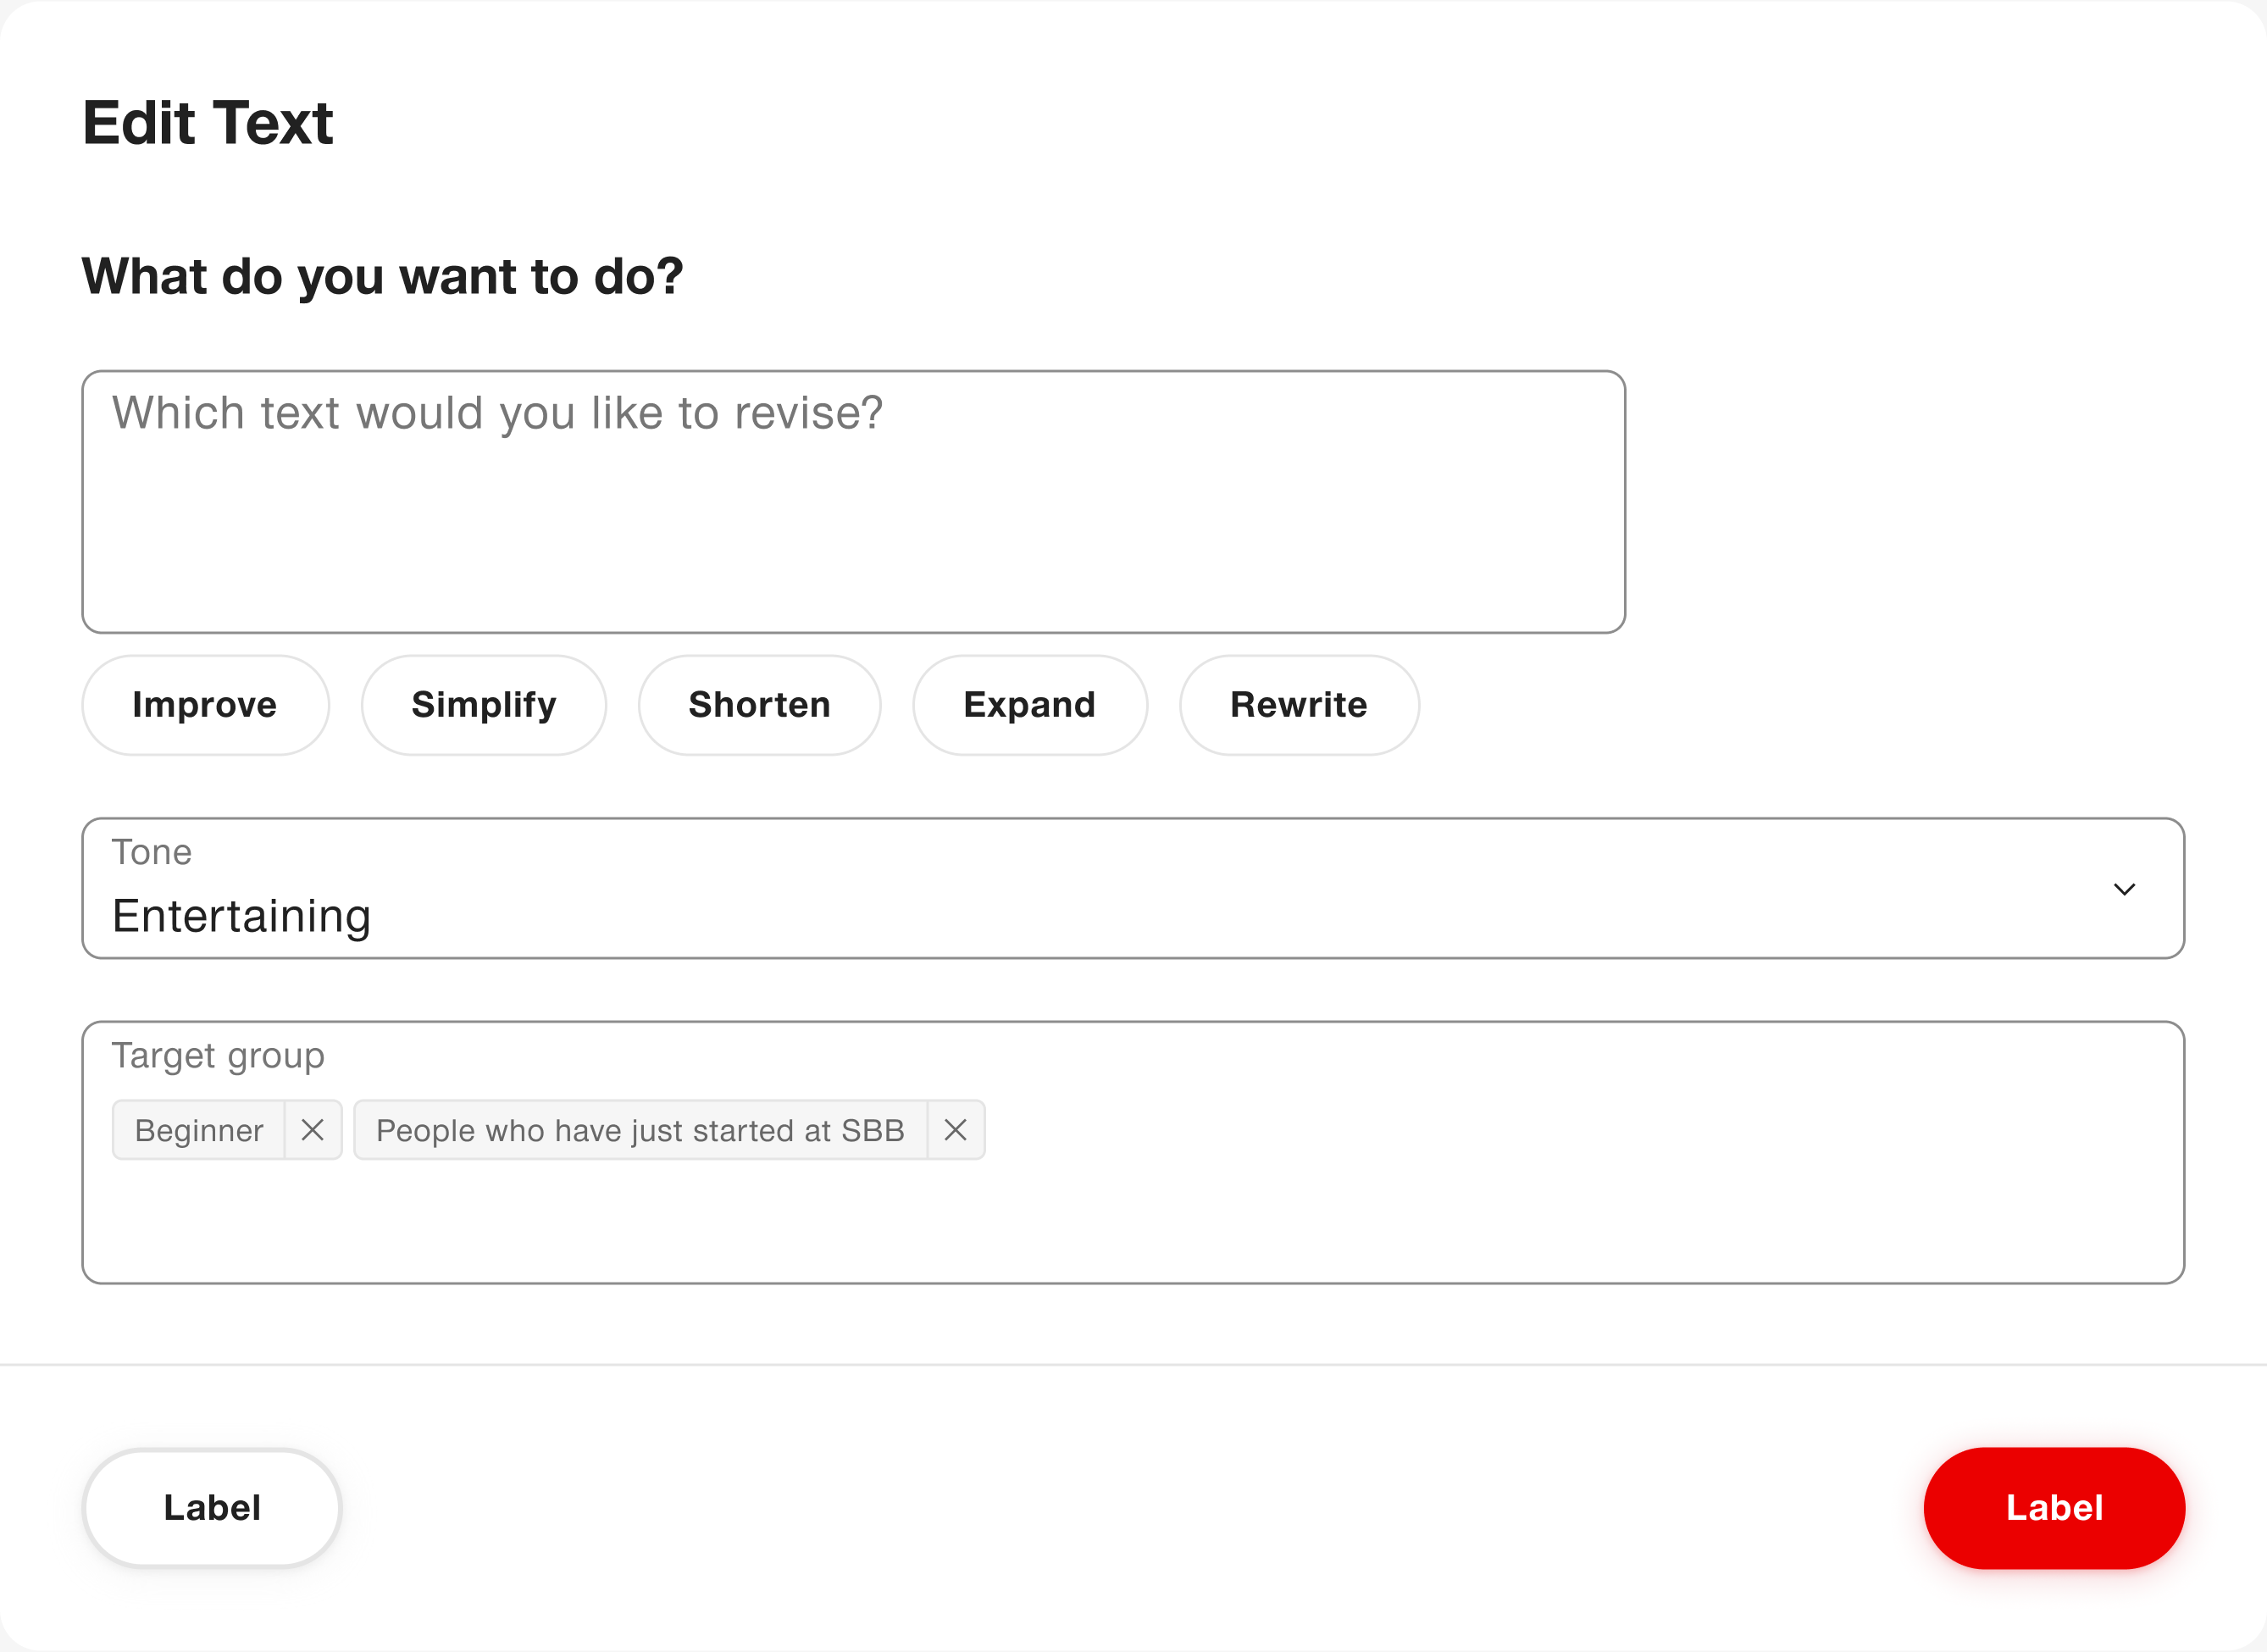 Edit Text
What do you want to do?
Which text would you like to revise?
Improve Simplify Shorten Expand Rewrite
Tone
Entertaining
Target group
Beginner People who have just started at SBB
Label Label